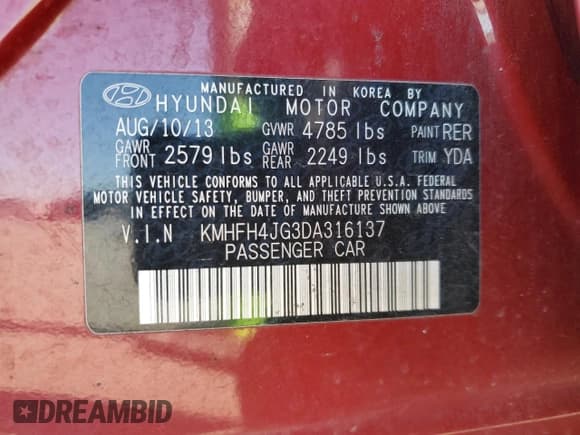 MANUFACTURED IN KOREA BY
HYUNDAI MOTOR COMPANY
AUG/10/13 GVWR 4785 lbs PAINT RER
GAWR FRONT 2579 lbs GAWR REAR 2249 lbs TRIM YDA
THIS VEHICLE CONFORMS TO ALL APPLICABLE U.S.A. FEDERAL
MOTOR VEHICLE SAFETY, BUMPER, AND THEFT PREVENTION STANDARDS
IN EFFECT ON THE DATE OF MANUFACTURE SHOWN ABOVE
V.I.N KMHFH4JG3DA316137
PASSENGER CAR
DREAMBID